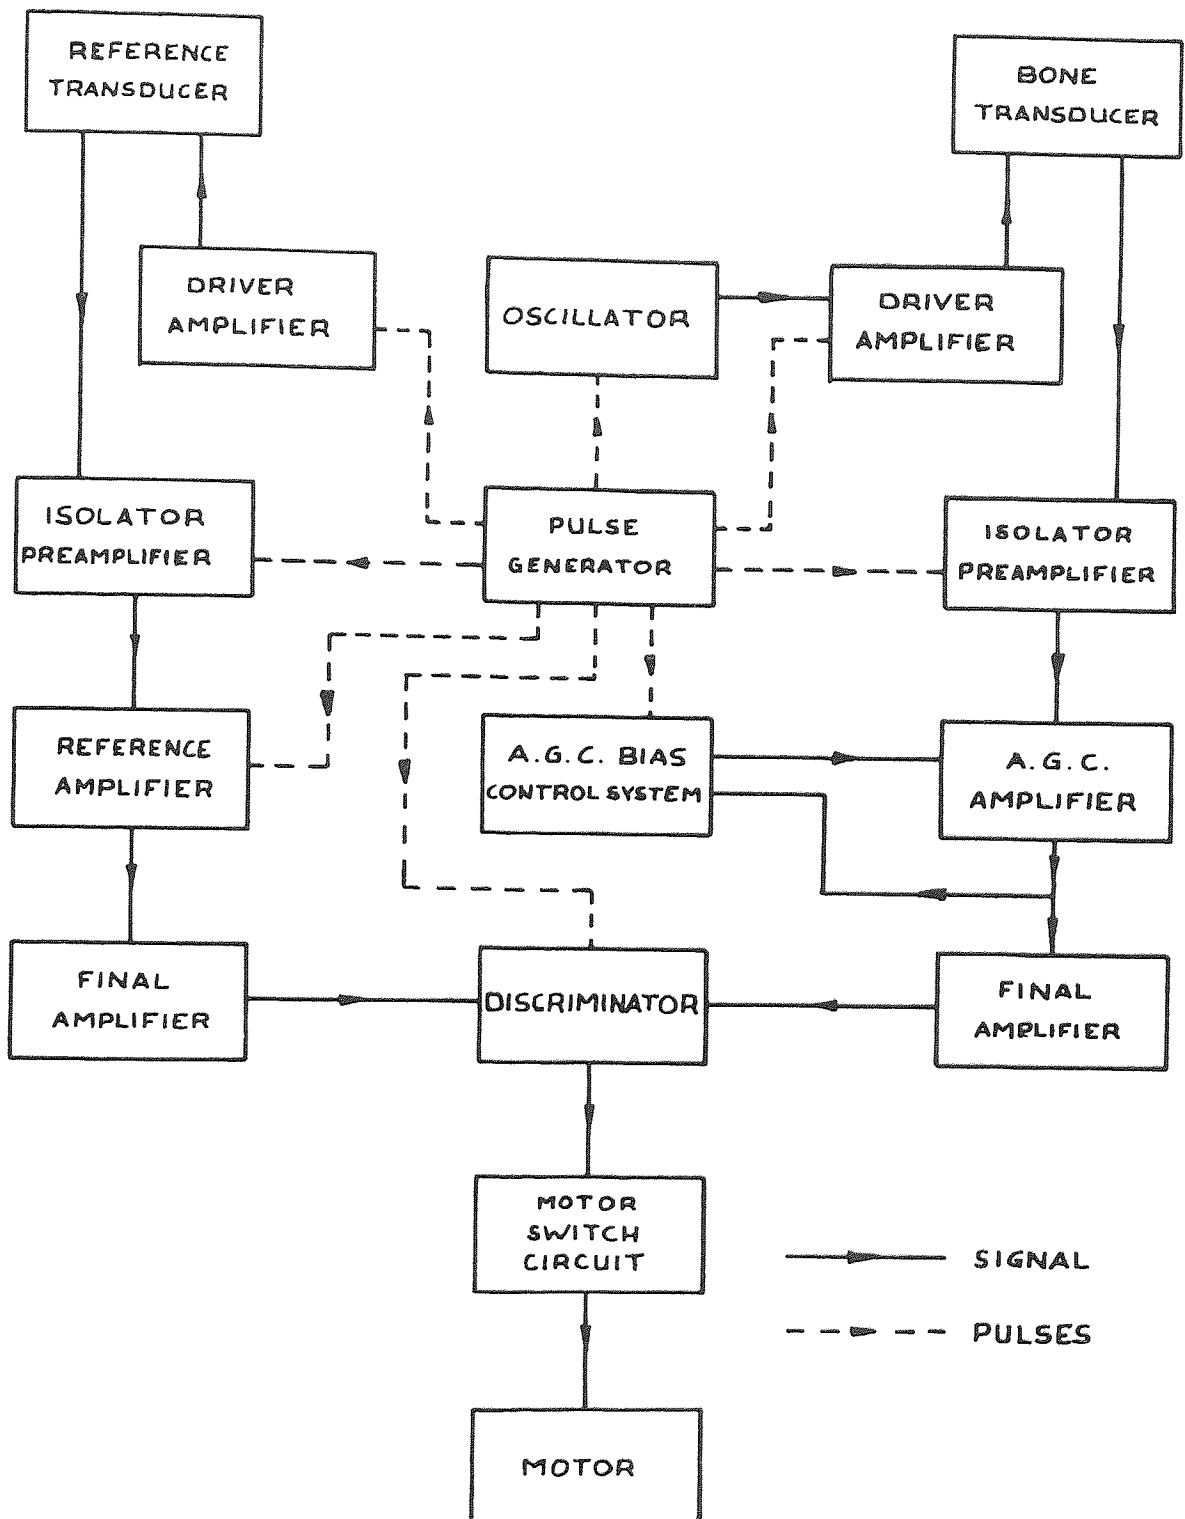 REFERENCE
TRANSDUCER
BONE
TRANSDUCER
DRIVER
AMPLIFIER
OSCILLATOR
DRIVER
AMPLIFIER
ISOLATOR
PREAMPLIFIER
PULSE
GENERATOR
ISOLATOR
PREAMPLIFIER
REFERENCE
AMPLIFIER
A.G.C. BIAS
CONTROL SYSTEM
A.G.C.
AMPLIFIER
FINAL
AMPLIFIER
DISCRIMINATOR
FINAL
AMPLIFIER
MOTOR
SWITCH
CIRCUIT
SIGNAL
PULSES
MOTOR